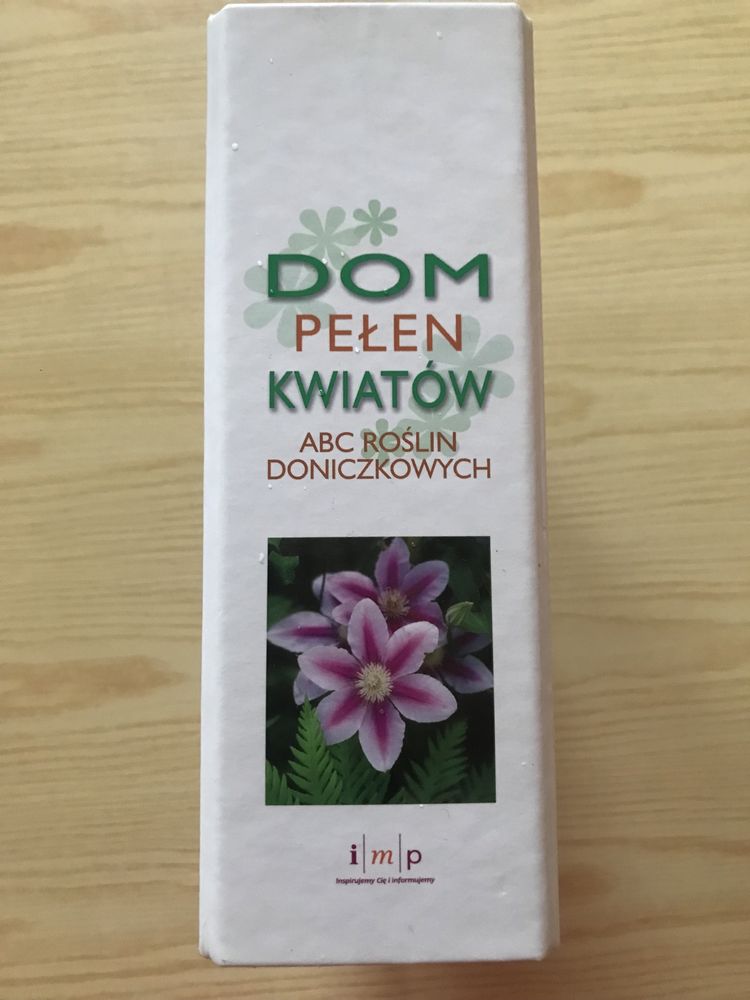 DOM
PEŁEN
KWIATÓW
ABC ROŚLIN
DONICZKOWYCH
i|m|p
Inspirujemy Cię i informujemy